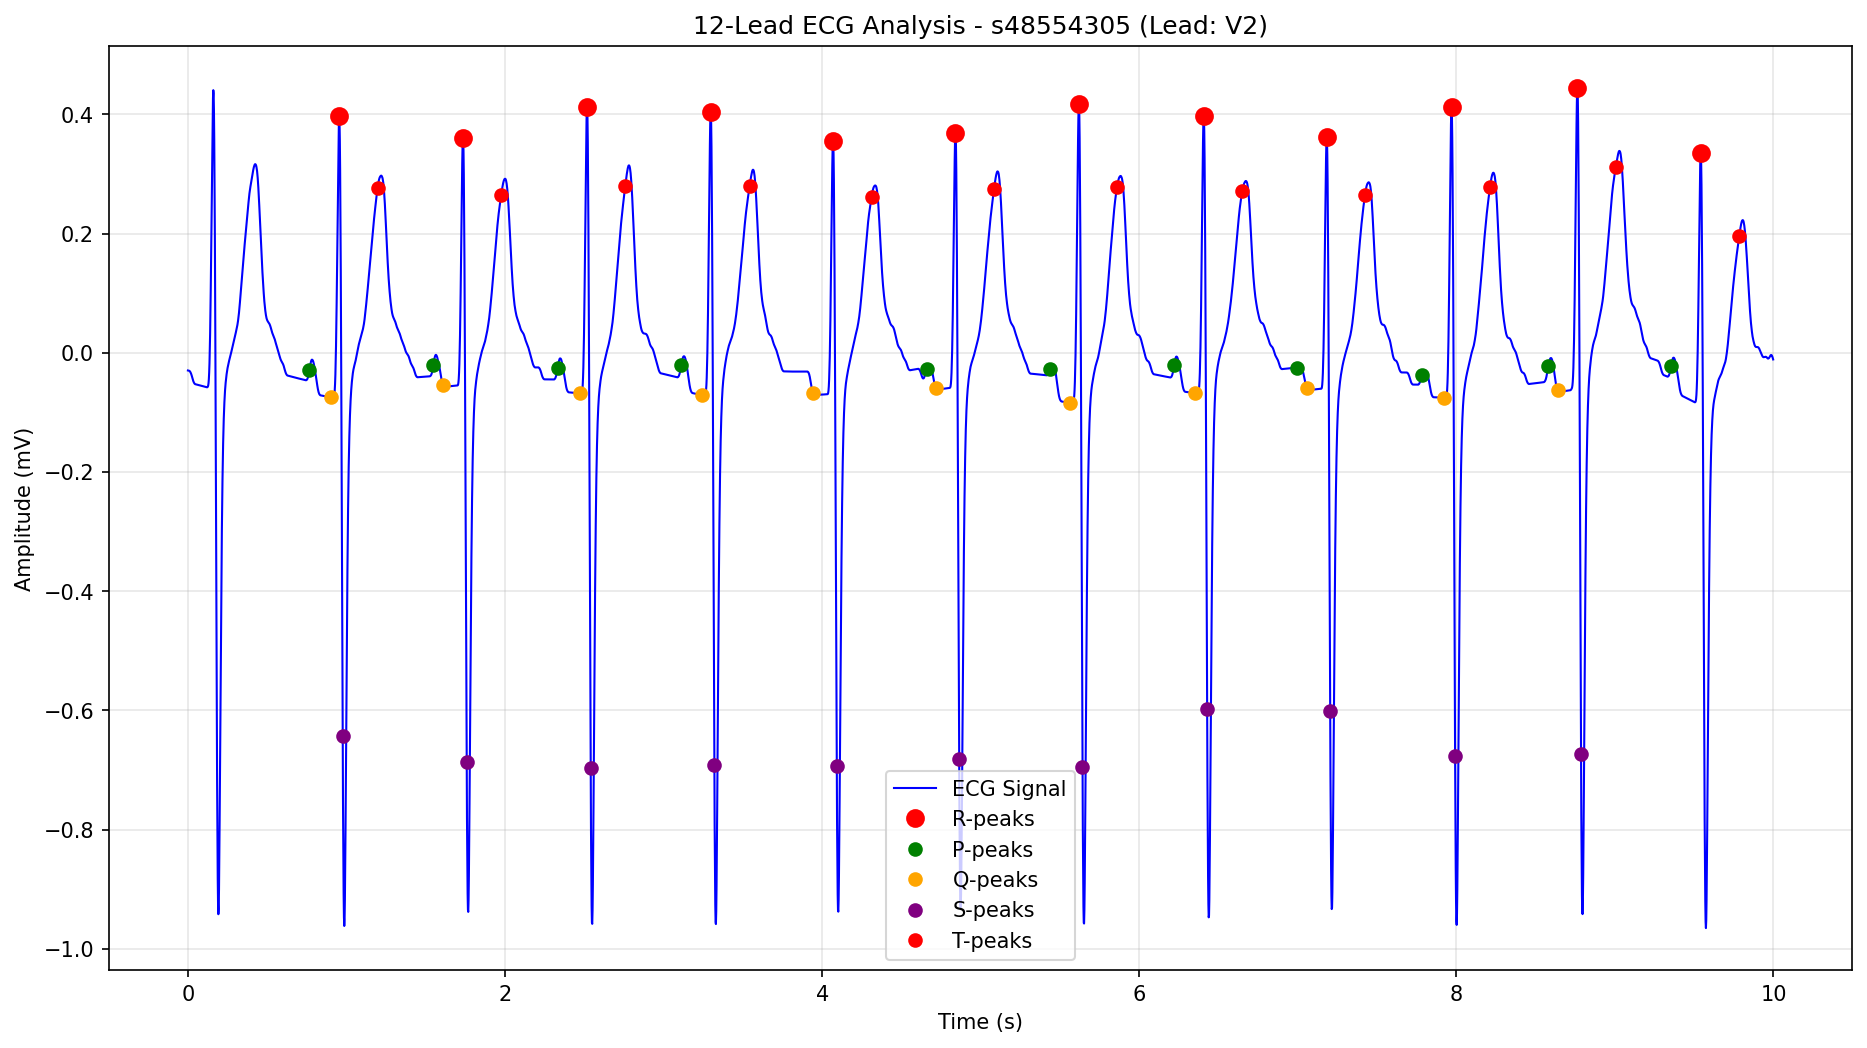 12-Lead ECG Analysis - s48554305 (Lead: V2)
Amplitude (mV)
0.4
0.2
0.0
−0.2
−0.4
−0.6
−0.8
−1.0
ECG Signal
R-peaks
P-peaks
Q-peaks
S-peaks
T-peaks
0 2 4 6 8 10
Time (s)